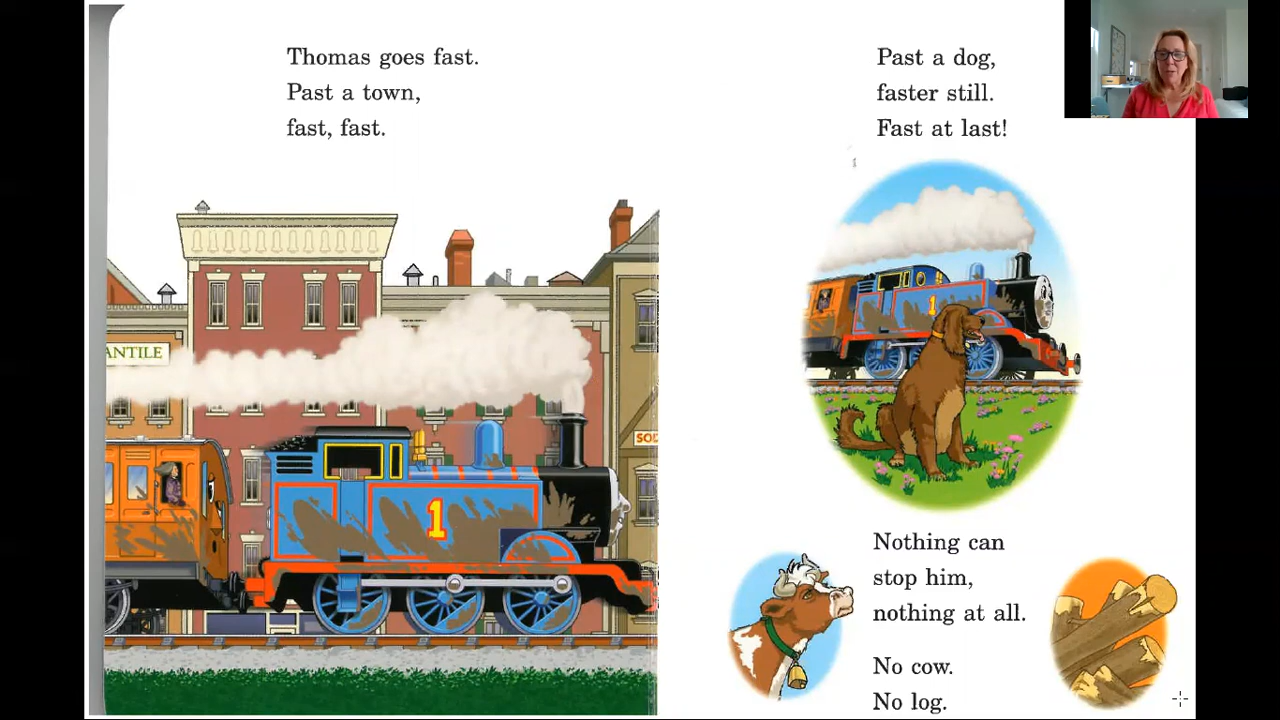 Thomas goes fast.
Past a town,
fast, fast.
ANTILE
1
Past a dog,
faster still.
Fast at last!
1
Nothing can
stop him,
nothing at all.
No cow.
No log.